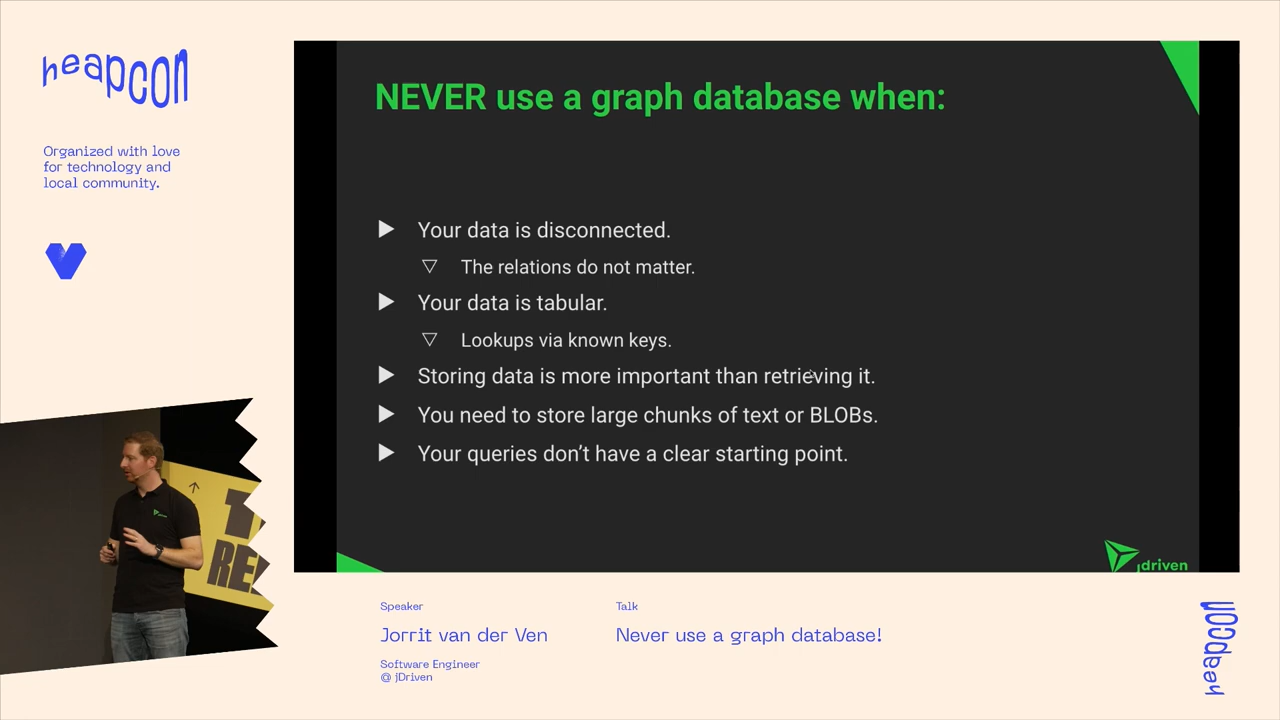 heapcon
Organized with love
for technology and
local community.
NEVER use a graph database when:
Your data is disconnected.
The relations do not matter.
Your data is tabular.
Lookups via known keys.
Storing data is more important than retrieving it.
You need to store large chunks of text or BLOBs.
Your queries don’t have a clear starting point.
jdriven
Speaker
Talk
Jorrit van der Ven
Never use a graph database!
Software Engineer
@ jDriven
heapcon